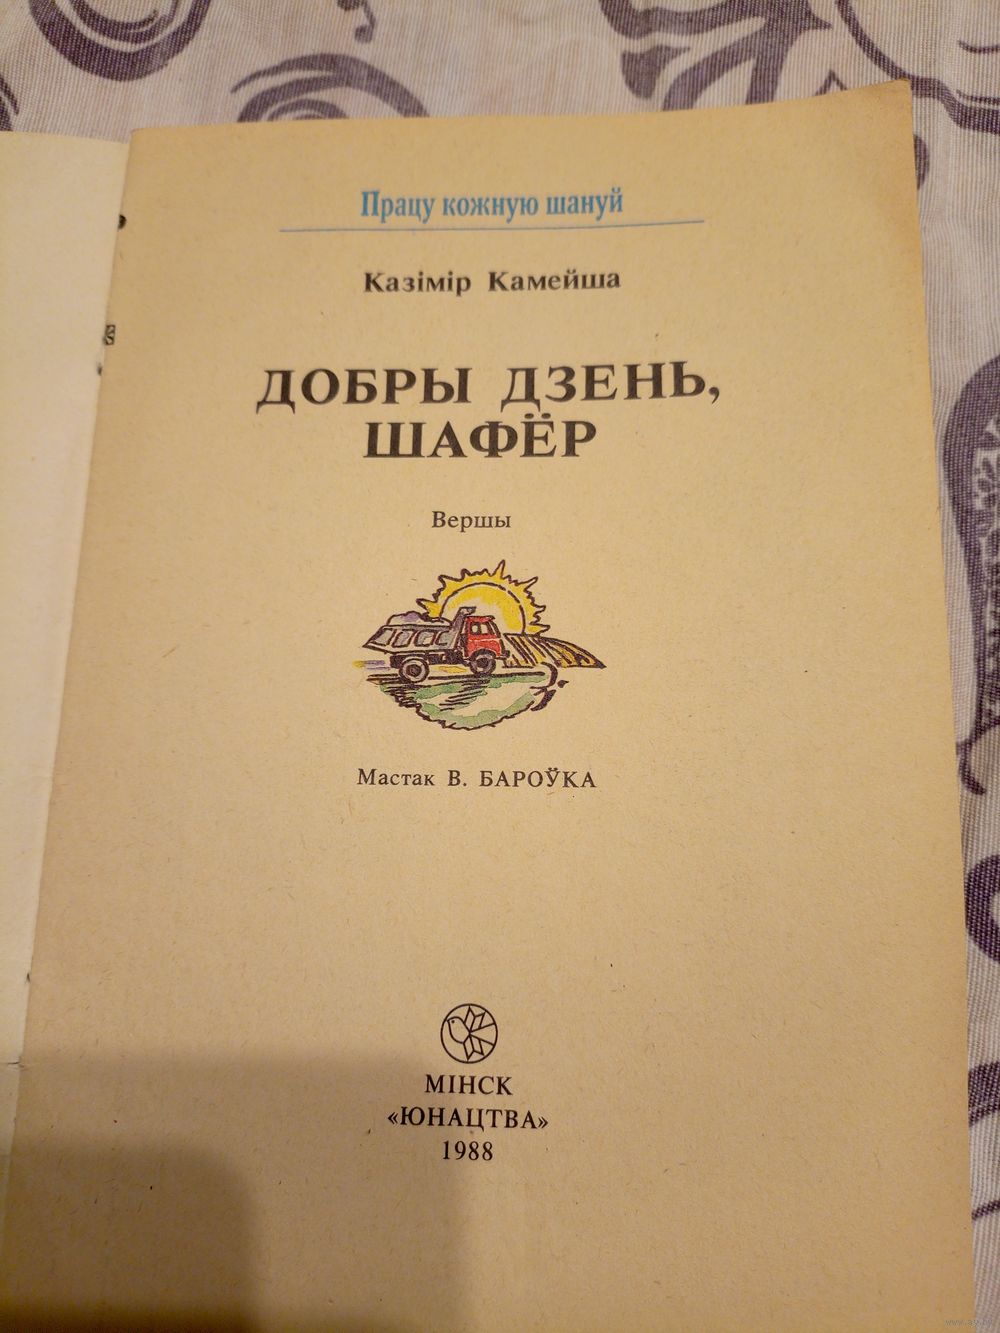 Працу кожную шануй
Казімір Камейша
ДОБРЫ ДЗЕНЬ,
ШАФЁР
Вершы
Мастак В. БАРОЎКА
МІНСК
«ЮНАЦТВА»
1988